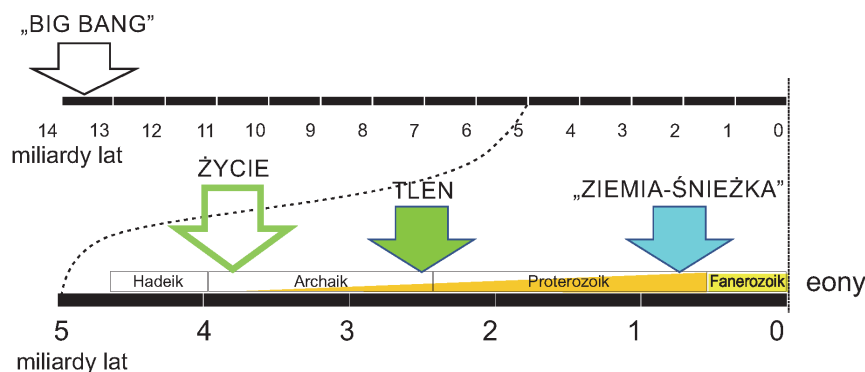 „BIG BANG”
14 13 12 11 10 9 8 7 6 5 4 3 2 1 0
miliardy lat
ŻYCIE
TLEN
„ZIEMIA-ŚNIEŻKA”
Hadeik Archaik Proterozoik Fanerozoik eony
5 4 3 2 1 0
miliardy lat